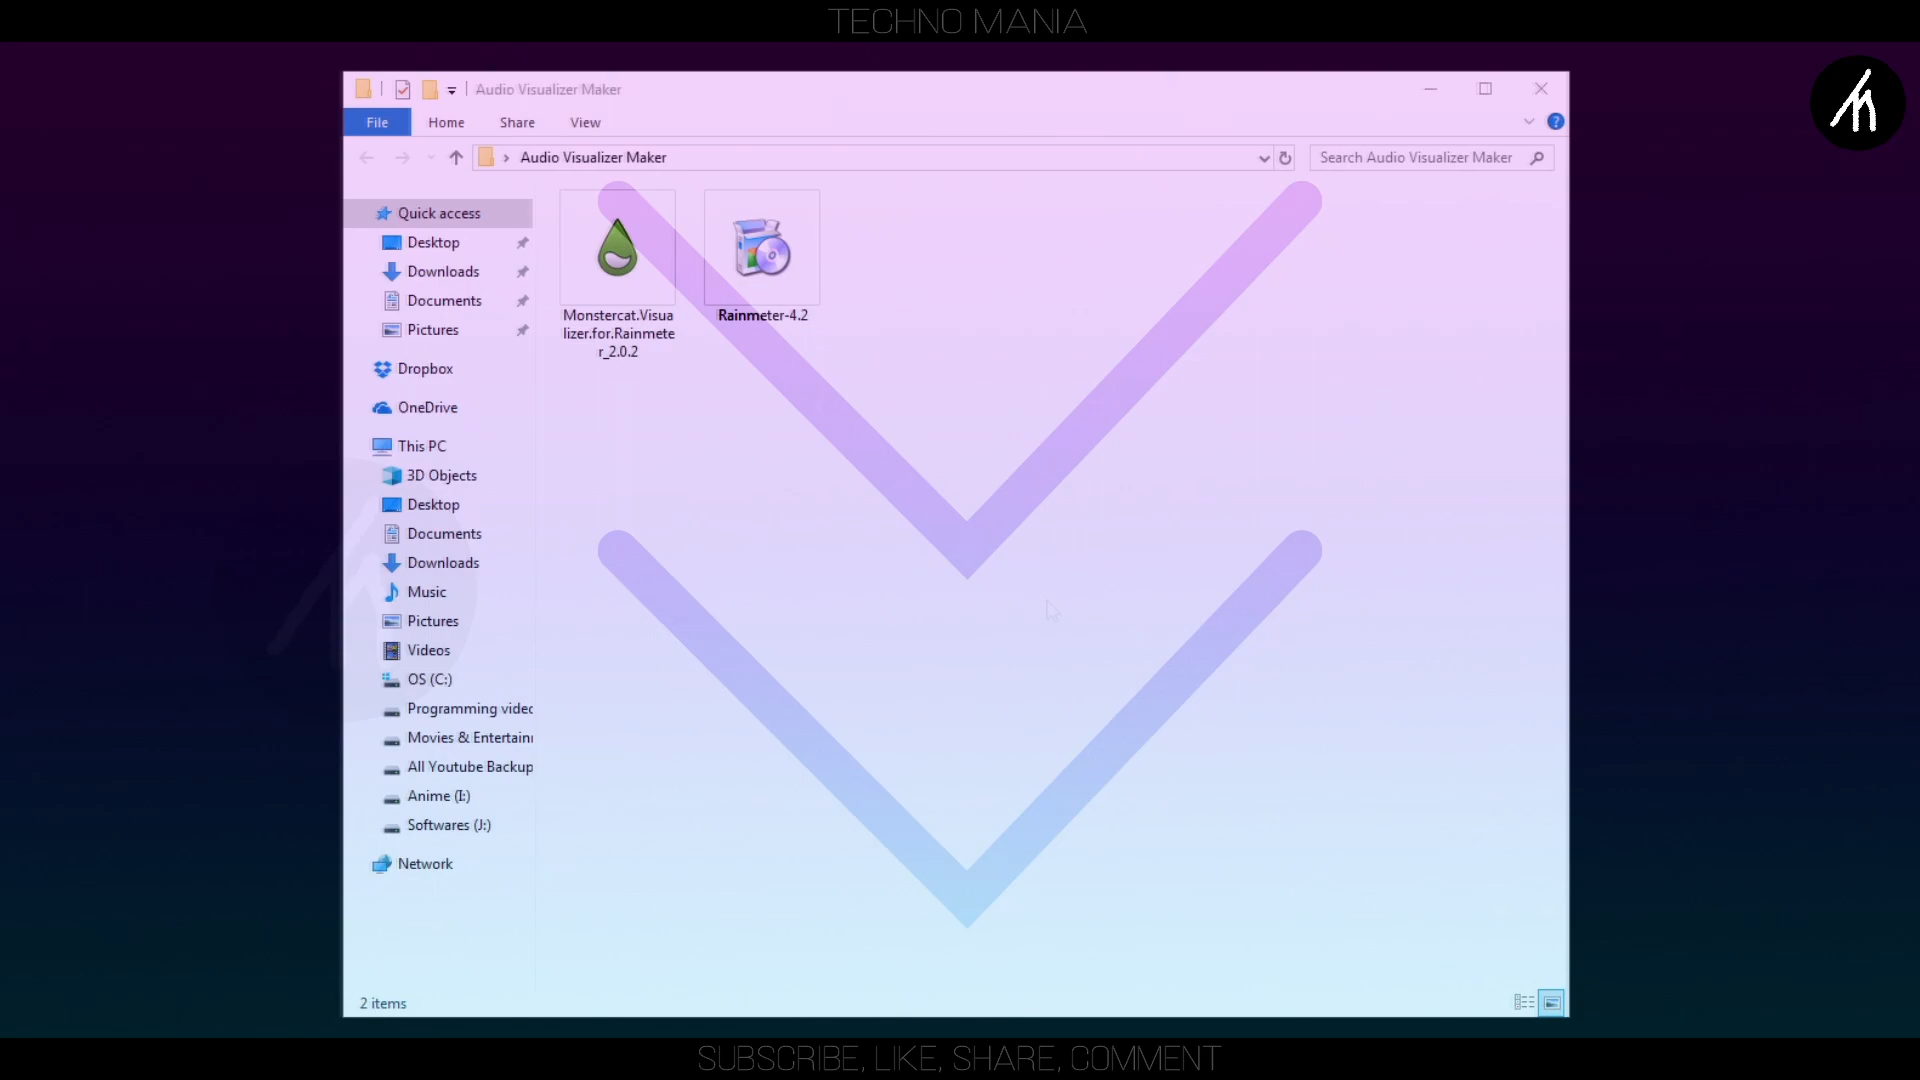 TECHNO MANIA
Audio Visualizer Maker
File
Home
Share
View
Audio Visualizer Maker
Search Audio Visualizer Maker
Quick access
Desktop
Downloads
Documents
Pictures
Dropbox
OneDrive
This PC
3D Objects
Desktop
Documents
Downloads
Music
Pictures
Videos
OS (C:)
Programming videc
Movies & Entertainr
All Youtube Backup
Anime (I:)
Softwares (J:)
Network
Monstercat.Visua
lizer.for.Rainmete
r_2.0.2
Rainmeter-4.2
2 items
SUBSCRIBE, LIKE, SHARE, COMMENT